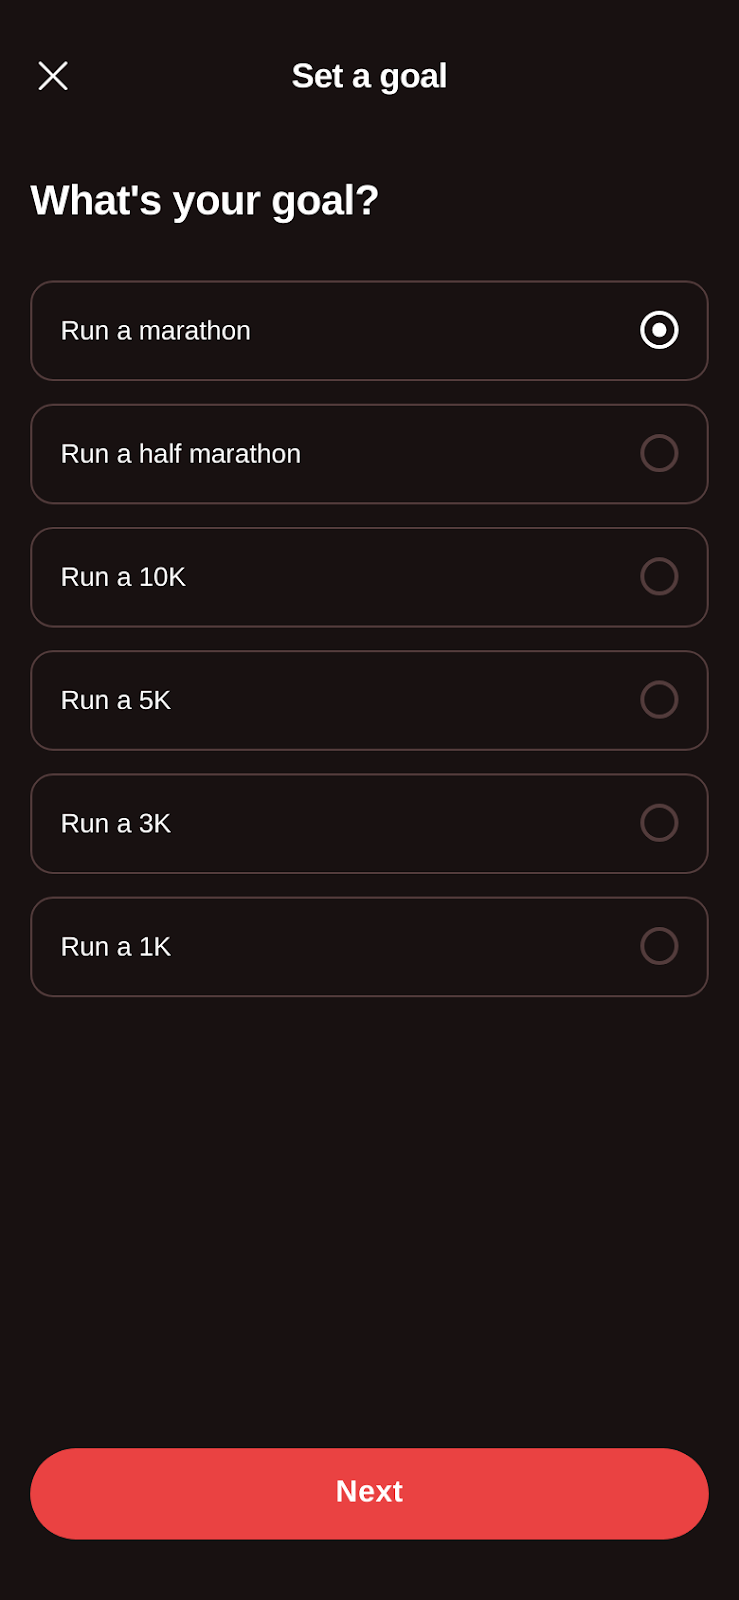 Set a goal
What's your goal?
Run a marathon
Run a half marathon
Run a 10K
Run a 5K
Run a 3K
Run a 1K
Next